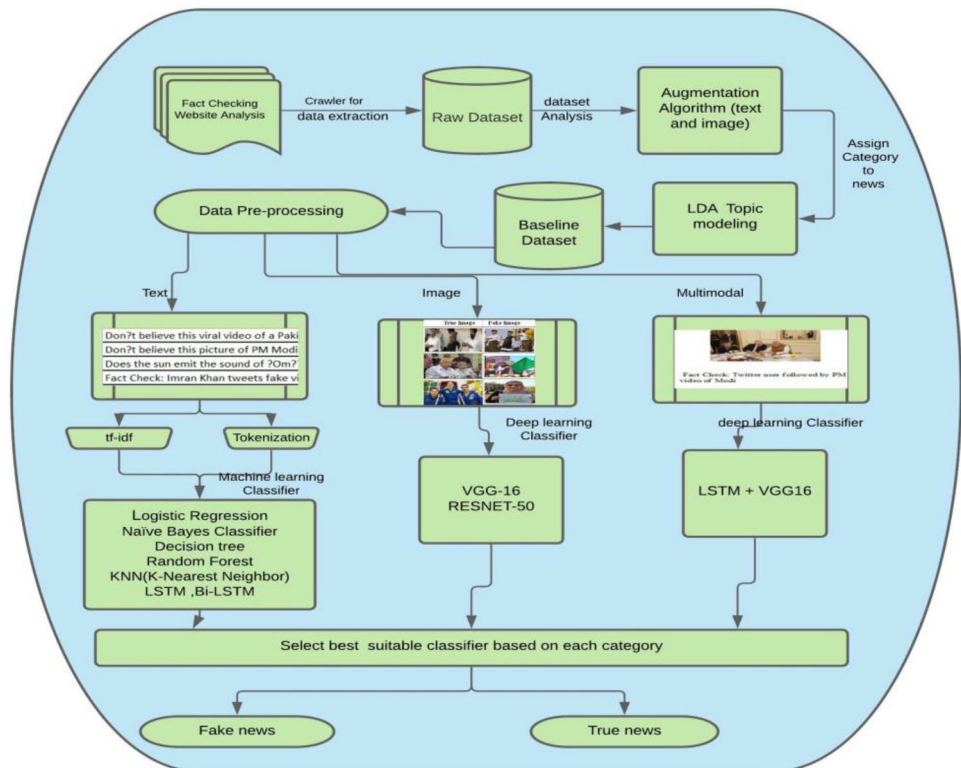 Fact Checking
Website Analysis
Crawler for
data extraction
Raw Dataset
dataset
Analysis
Augmentation
Algorithm (text
and image)
Assign
Category
to
news
LDA Topic
modeling
Baseline
Dataset
Data Pre-processing
Text
Image
Multimodal
Don?t believe this viral video of a Paki
Don?t believe this picture of PM Modi
Does the sun emit the sound of ?Om?
Fact Check: Imran Khan tweets fake vi
True Image Fake Image
Fact Check: Twitter user followed by PM
video of Modi
tf-idf
Tokenization
Machine learning
Classifier
Deep learning
Classifier
deep learning Classifier
Logistic Regression
Naïve Bayes Classifier
Decision tree
Random Forest
KNN(K-Nearest Neighbor)
LSTM ,Bi-LSTM
VGG-16
RESNET-50
LSTM + VGG16
Select best suitable classifier based on each category
Fake news
True news